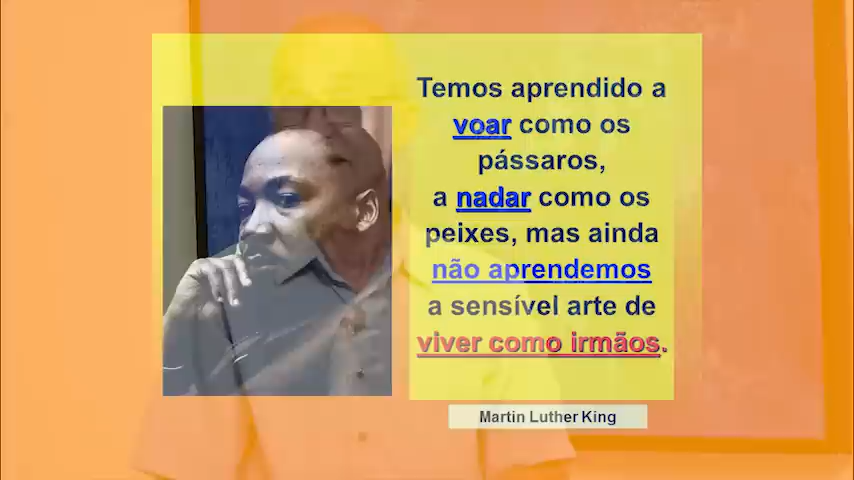 Temos aprendido a
voar como os
pássaros,
a nadar como os
peixes, mas ainda
não aprendemos
a sensível arte de
viver como irmãos.
Martin Luther King